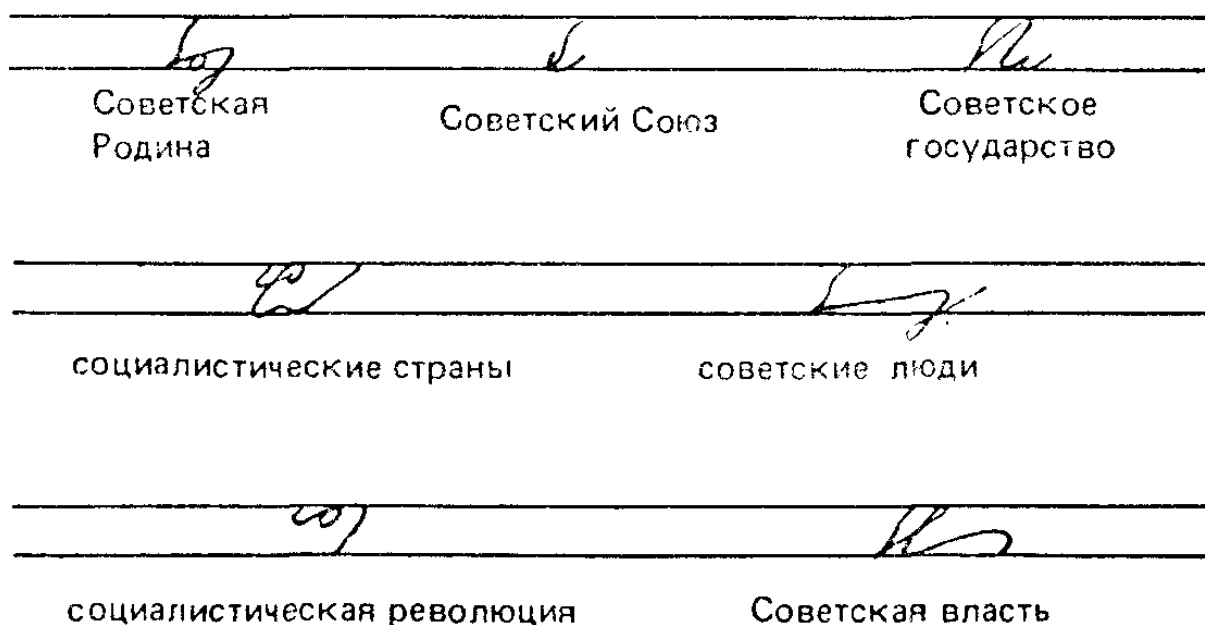 Советская
Родина
Советский Союз
Советское
государство
социалистические страны
советские люди
социалистическая революция
Советская власть